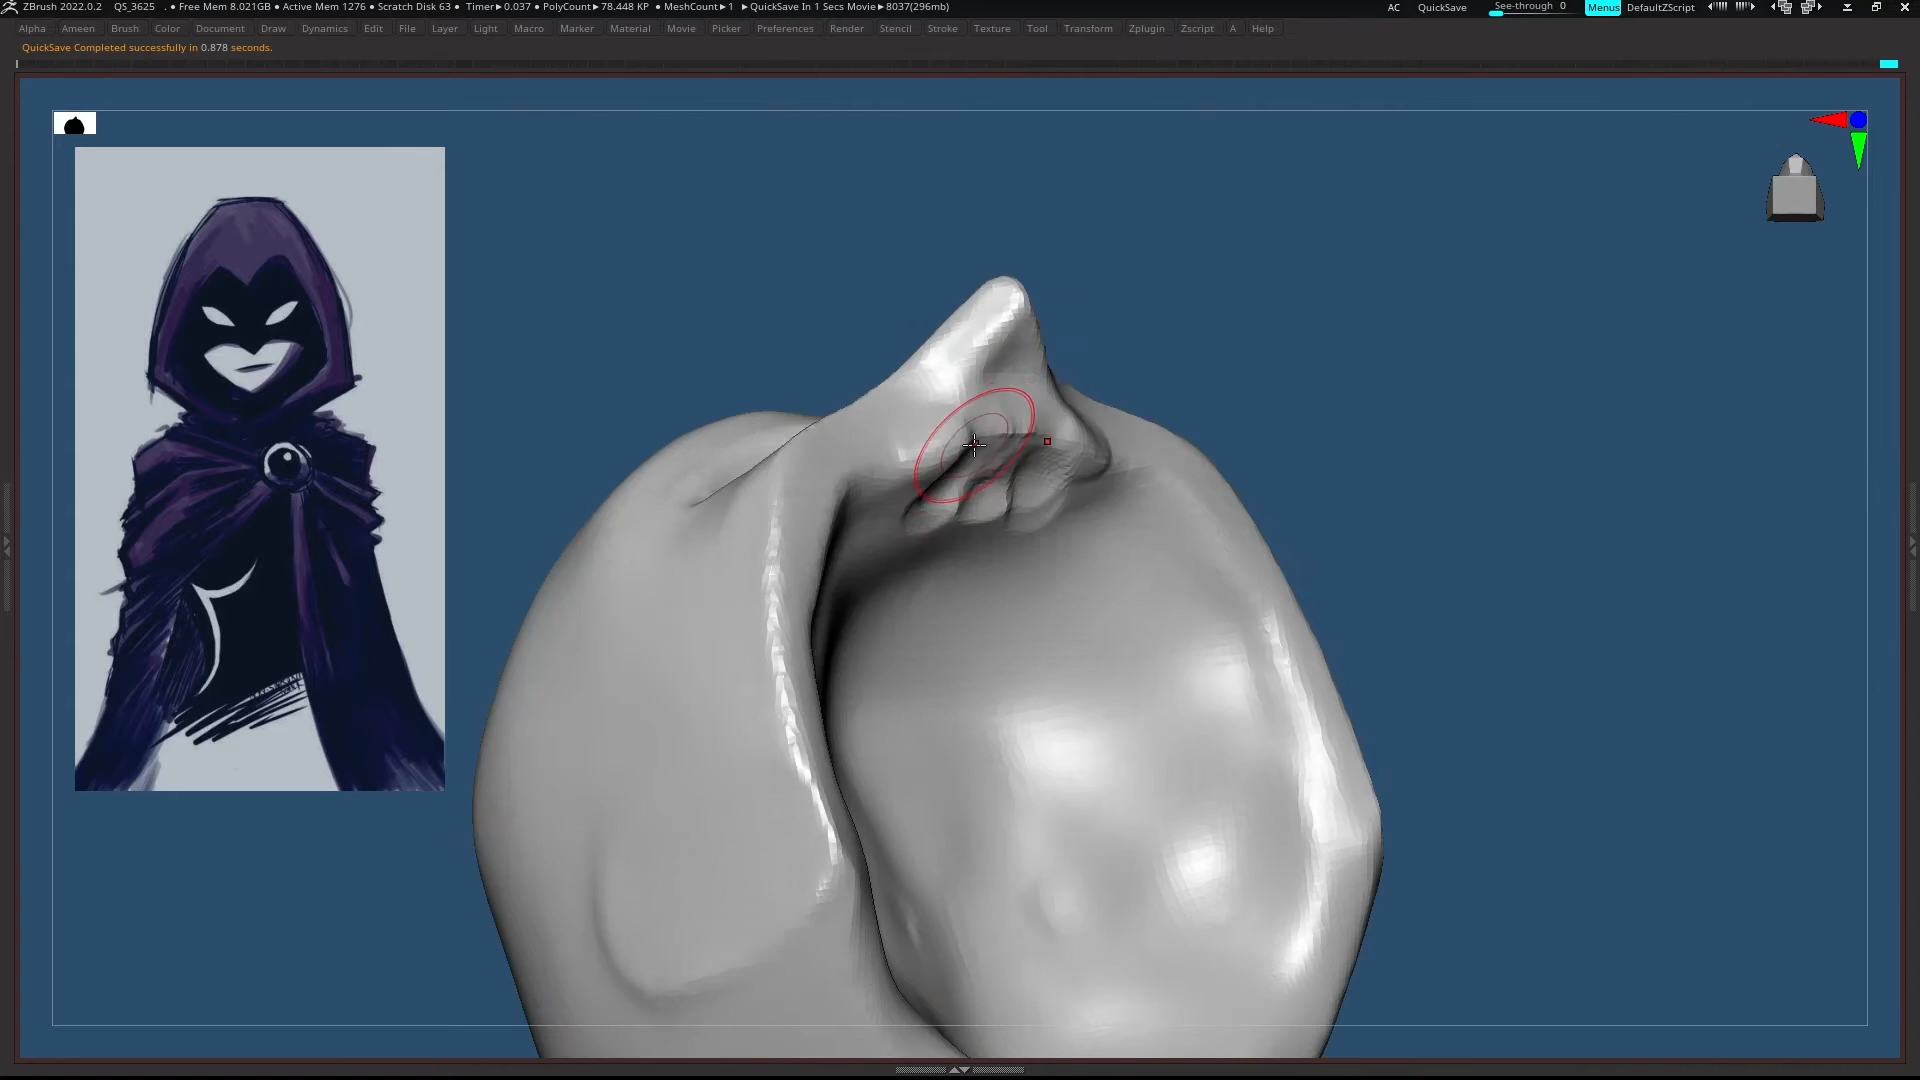 ZBrush 2022.0.2 QS_3625 . • Free Mem 8.021GB • Active Mem 1276 • Scratch Disk 63 • Timer▸0.037 • PolyCount▸78.448 KP • MeshCount▸1 ▸QuickSave In 1 Secs Movie▸8037(296mb) AC QuickSave See-through 0 Menus DefaultZScript
Alpha Ameen Brush Color Document Draw Dynamics Edit File Layer Light Macro Marker Material Movie Picker Preferences Render Stencil Stroke Texture Tool Transform Zplugin Zscript A Help
QuickSave Completed successfully in 0.878 seconds.